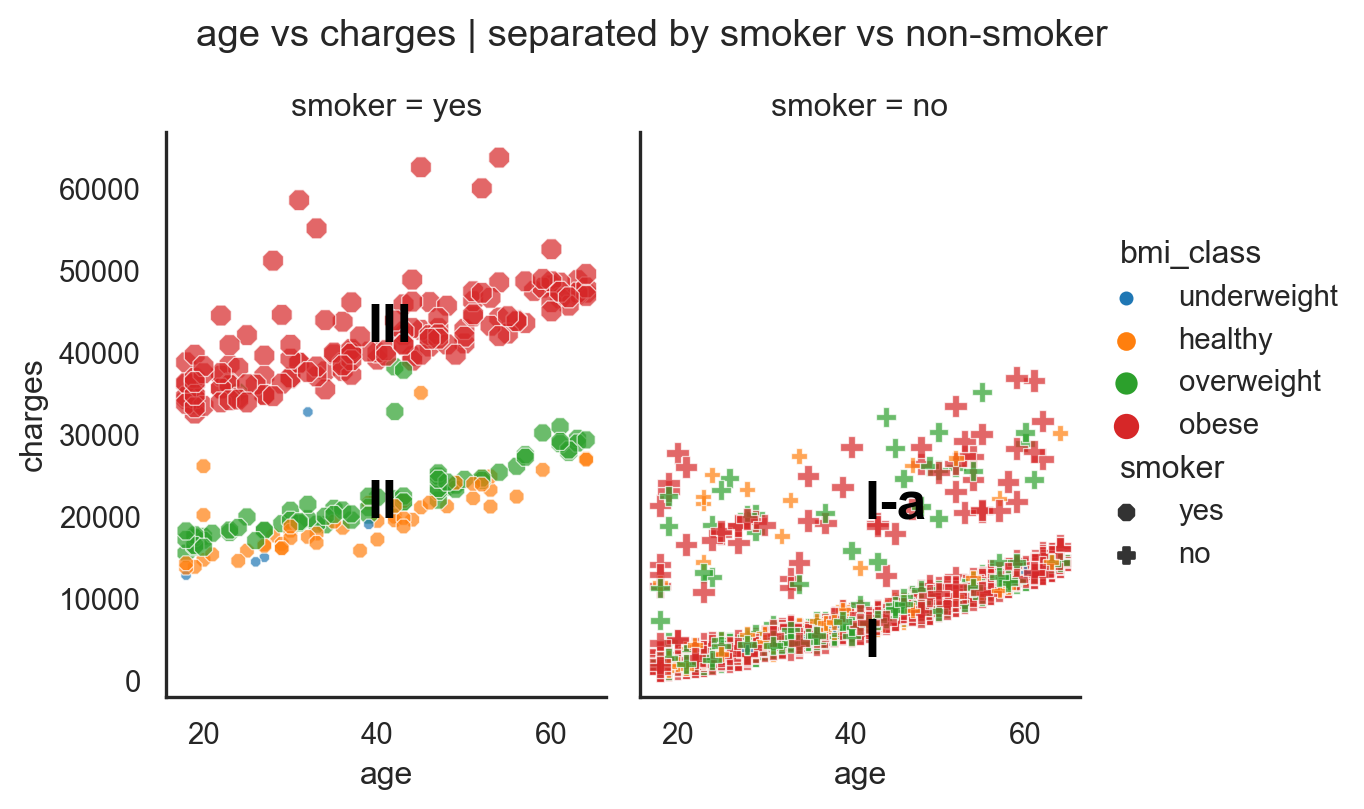 age vs charges | separated by smoker vs non-smoker
smoker = yes
smoker = no
60000
50000
40000
30000
20000
10000
0
charges
III
II
I-a
I
20
40
60
20
40
60
age
age
bmi_class
underweight
healthy
overweight
obese
smoker
yes
no